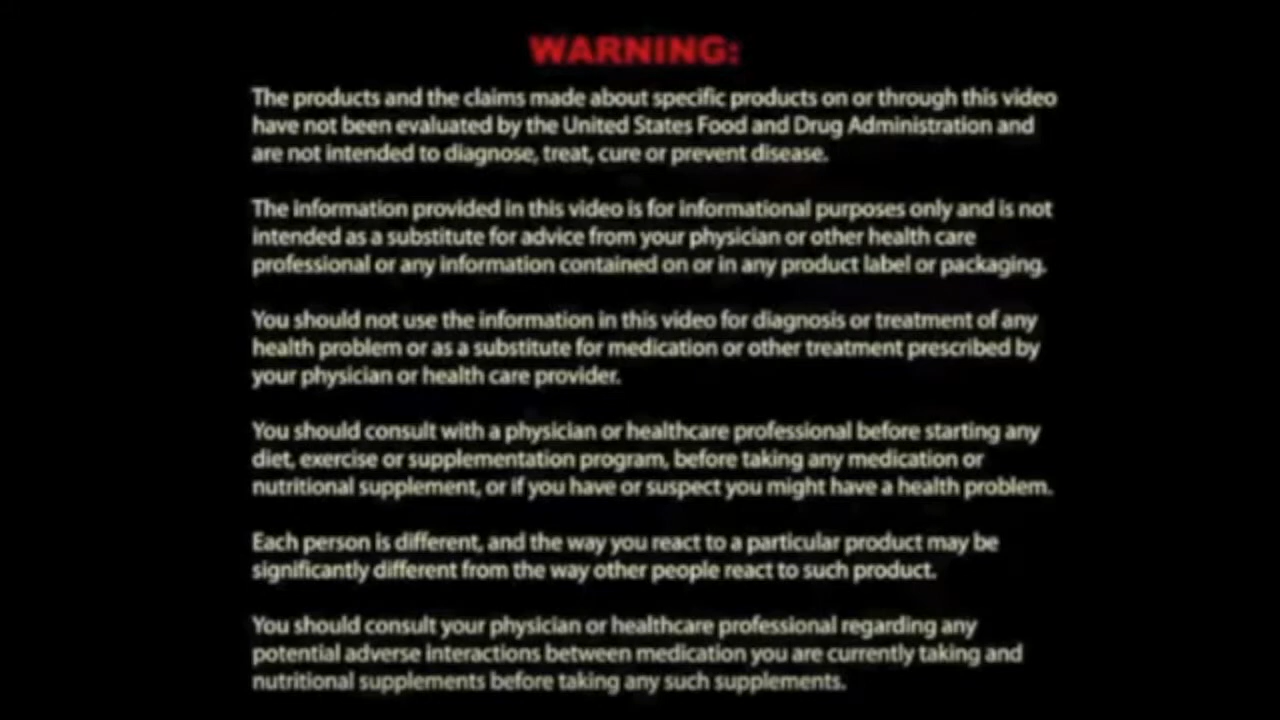 WARNING:
The products and the claims made about specific products on or through this video
have not been evaluated by the United States Food and Drug Administration and
are not intended to diagnose, treat, cure or prevent disease.
The information provided in this video is for informational purposes only and is not
intended as a substitute for advice from your physician or other health care
professional or any information contained on or in any product label or packaging.
You should not use the information in this video for diagnosis or treatment of any
health problem or as a substitute for medication or other treatment prescribed by
your physician or health care provider.
You should consult with a physician or healthcare professional before starting any
diet, exercise or supplementation program, before taking any medication or
nutritional supplement, or if you have or suspect you might have a health problem.
Each person is different, and the way you react to a particular product may be
significantly different from the way other people react to such product.
You should consult your physician or healthcare professional regarding any
potential adverse interactions between medication you are currently taking and
nutritional supplements before taking any such supplements.